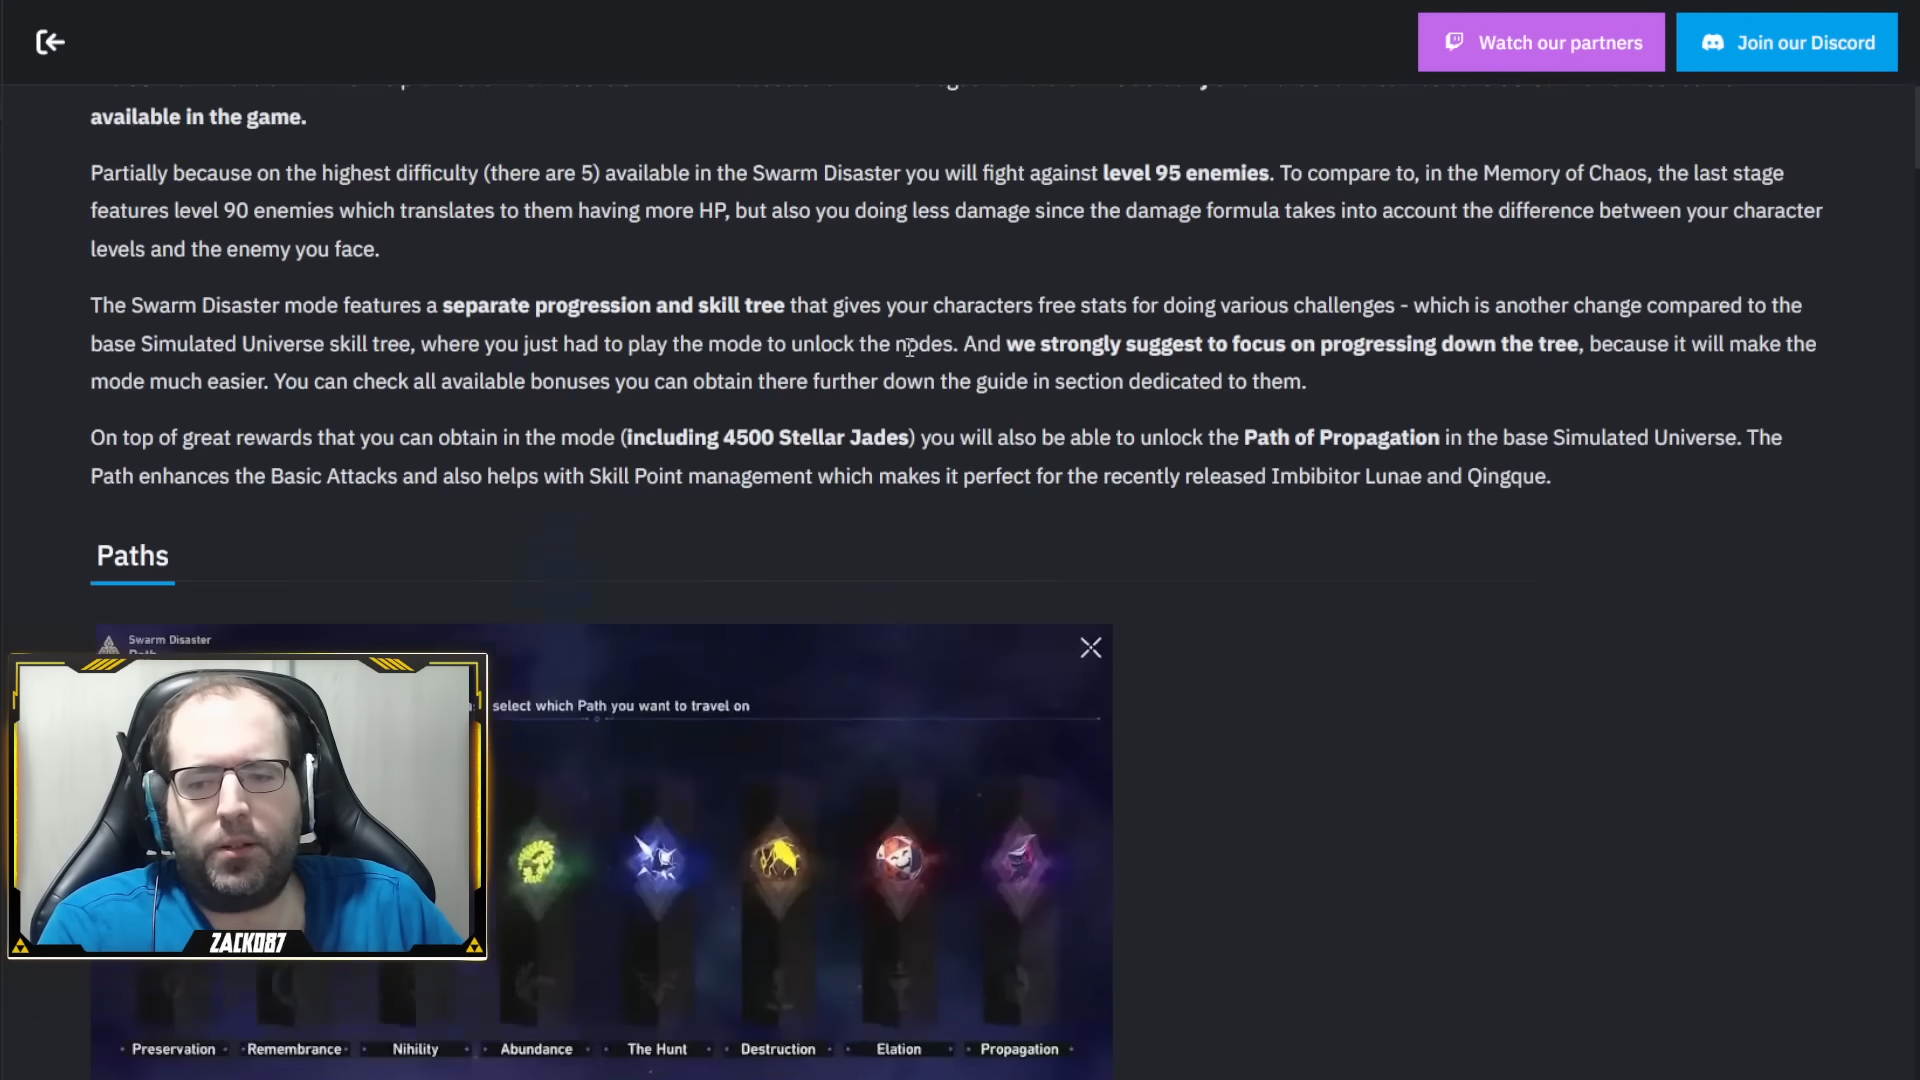 Watch our partners
Join our Discord
available in the game.
Partially because on the highest difficulty (there are 5) available in the Swarm Disaster you will fight against level 95 enemies. To compare to, in the Memory of Chaos, the last stage
features level 90 enemies which translates to them having more HP, but also you doing less damage since the damage formula takes into account the difference between your character
levels and the enemy you face.
The Swarm Disaster mode features a separate progression and skill tree that gives your characters free stats for doing various challenges - which is another change compared to the
base Simulated Universe skill tree, where you just had to play the mode to unlock the nodes. And we strongly suggest to focus on progressing down the tree, because it will make the
mode much easier. You can check all available bonuses you can obtain there further down the guide in section dedicated to them.
On top of great rewards that you can obtain in the mode (including 4500 Stellar Jades) you will also be able to unlock the Path of Propagation in the base Simulated Universe. The
Path enhances the Basic Attacks and also helps with Skill Point management which makes it perfect for the recently released Imbibitor Lunae and Qingque.
Paths
Swarm Disaster
select which Path you want to travel on
ZACK087
Preservation Remembrance Nihility Abundance The Hunt Destruction Elation Propagation